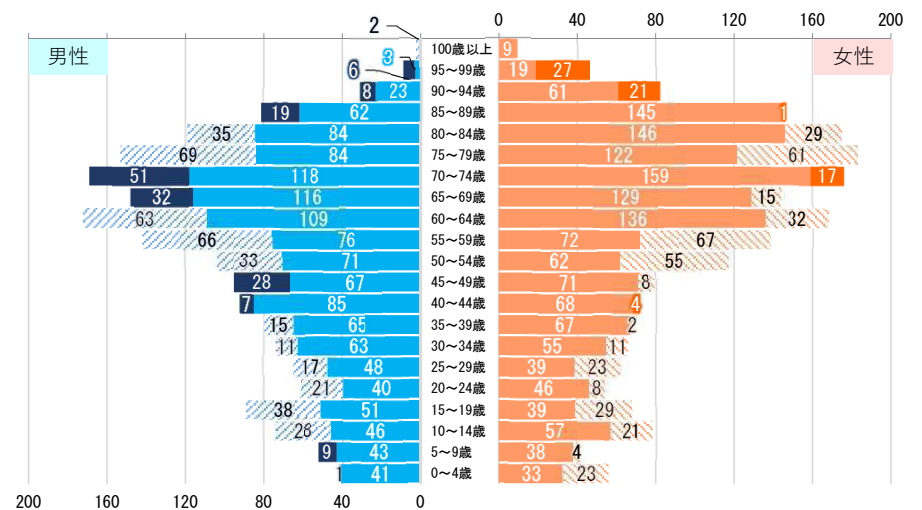 0 40 80 120 160 200
2
男性 女性
100歳以上 9
3
6 95~99歳 19 27
8 23 90~94歳 61 21
19 62 85~89歳 145 1
35 84 80~84歳 146 29
69 84 75~79歳 122 61
51 118 70~74歳 159 17
32 116 65~69歳 129 15
63 109 60~64歳 136 32
66 76 55~59歳 72 67
33 71 50~54歳 62 55
28 67 45~49歳 71 8
7 85 40~44歳 68 4
15 65 35~39歳 67 2
11 63 30~34歳 55 11
17 48 25~29歳 39 23
21 40 20~24歳 46 8
38 51 15~19歳 39 29
28 46 10~14歳 57 21
9 43 5~9歳 38 4
1 41 0~4歳 33 23
200 160 120 80 40 0